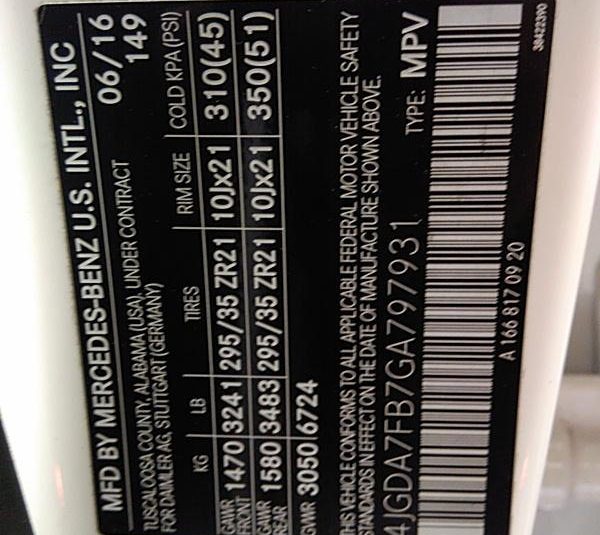 MFD BY MERCEDES-BENZ U.S. INTL., INC
TUSCALOOSA COUNTY, ALABAMA (USA), UNDER CONTRACT
FOR DAIMLER AG, STUTTGART (GERMANY)
06/16
149
KG LB TIRES RIM SIZE COLD KPA (PSI)
GAWR FRONT 1470 3241 295/35 ZR21 10Jx21 310(45)
GAWR REAR 1580 3483 295/35 ZR21 10Jx21 350(51)
GVWR 3050 6724
THIS VEHICLE CONFORMS TO ALL APPLICABLE FEDERAL MOTOR VEHICLE SAFETY
STANDARDS IN EFFECT ON THE DATE OF MANUFACTURE SHOWN ABOVE.
4JGDA7FB7GA797931 TYPE: MPV
A 166 817 09 20
38422390